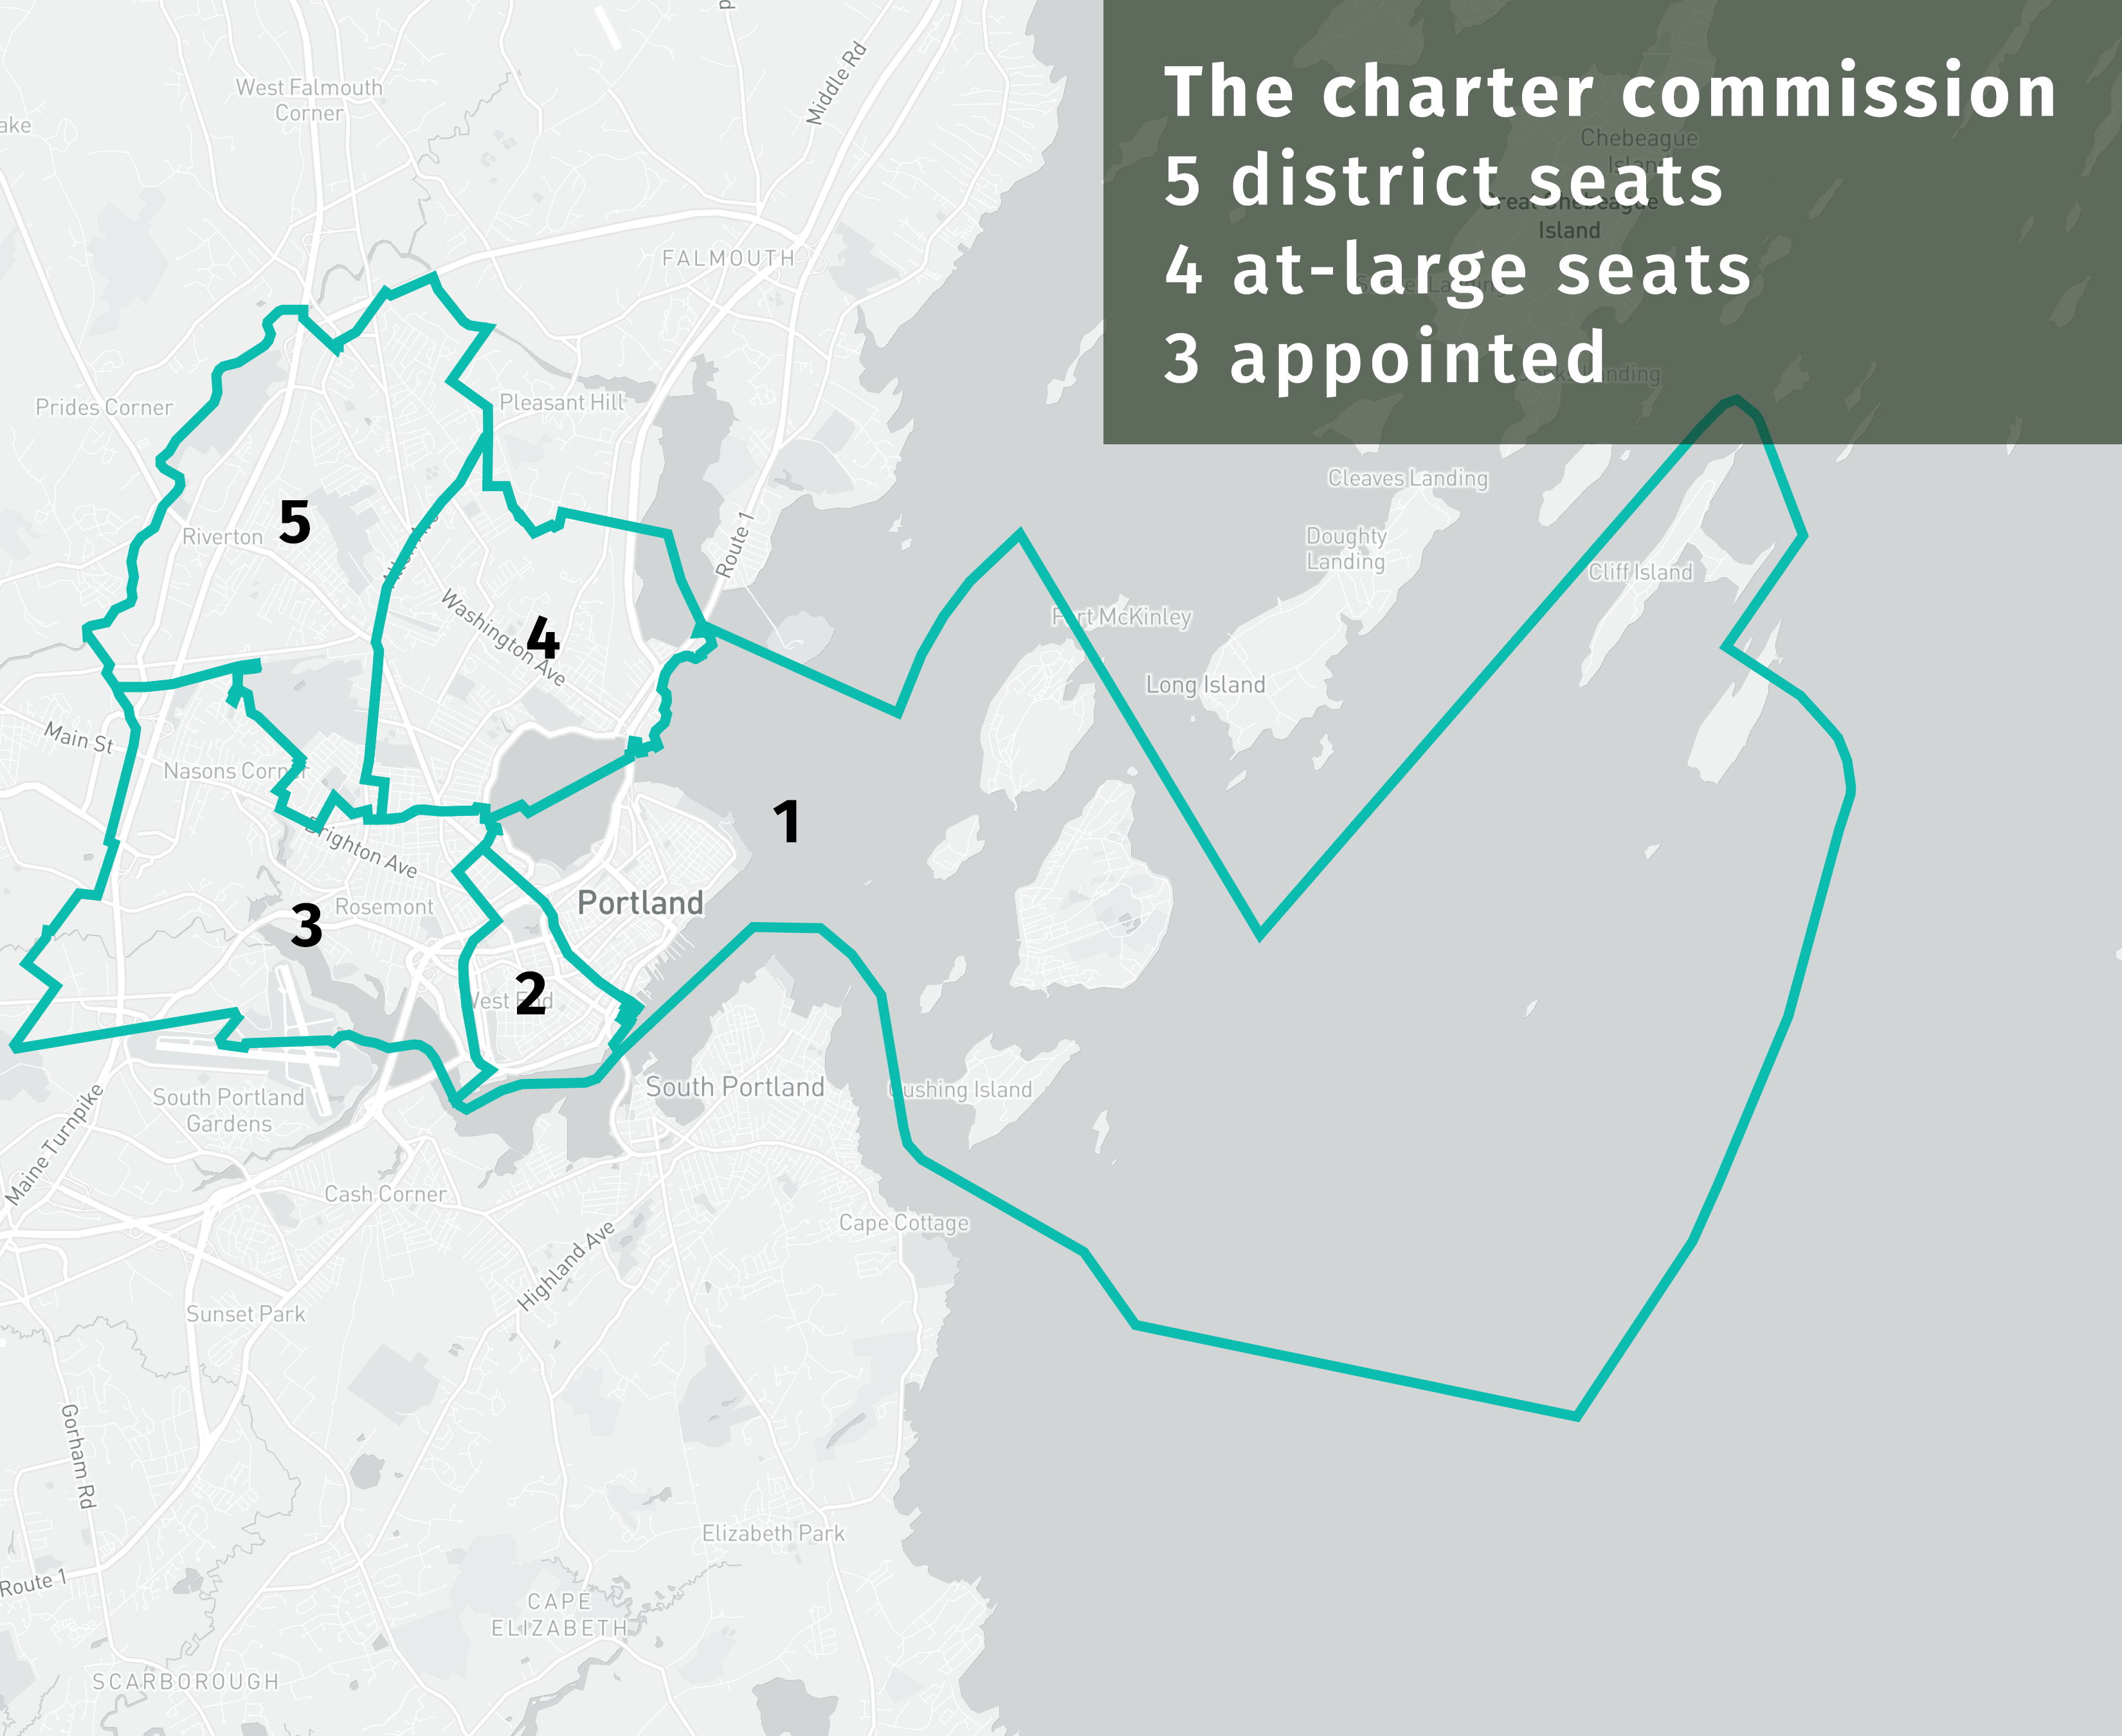 The charter commission
5 district seats
4 at-large seats
3 appointed
West Falmouth
Corner
ake
Middle Rd
Chebeague
Island
Great Chebeague
Island
FALMOUTH
Prides Corner
Pleasant Hill
Cleaves Landing
5
Riverton
Allen Ave
Route 1
Doughty
Landing
Cliff Island
Washington Ave
4
Fort McKinley
Long Island
Main St
Nasons Corner
1
Brighton Ave
Portland
3
Rosemont
2
West End
South Portland
Cushing Island
South Portland
Gardens
Maine Turnpike
Cash Corner
Cape Cottage
Highland Ave
Sunset Park
Gorham Rd
Elizabeth Park
Route 1
CAPE
ELIZABETH
SCARBOROUGH